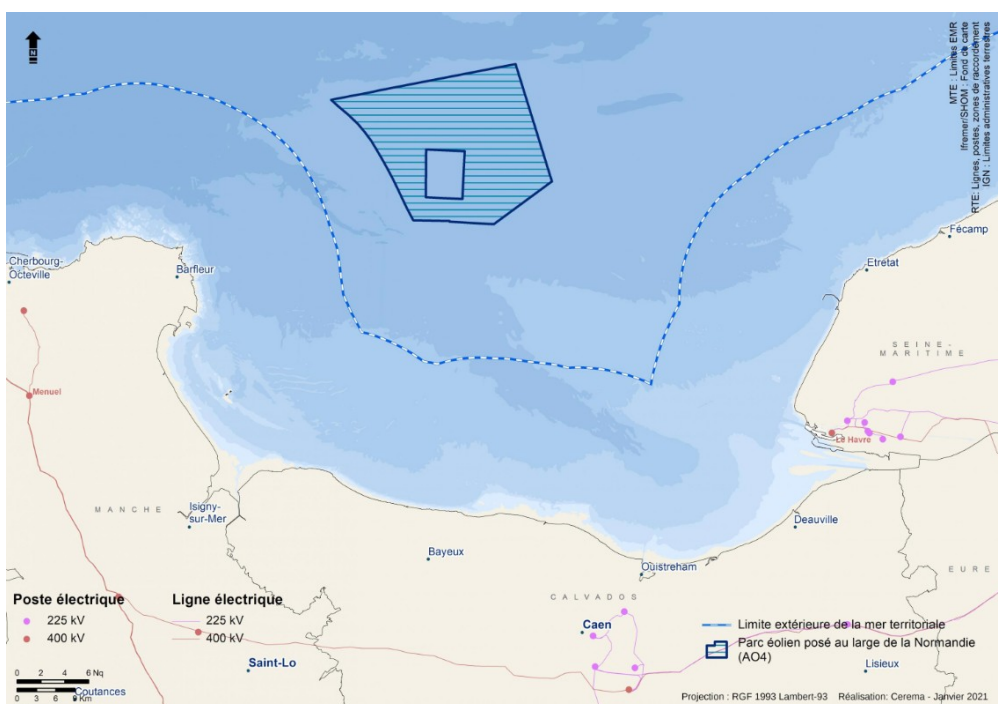 N
MTE : Limites EMR
Ifremer/SHOM : Fond de carte
RTE: Lignes, postes, zones de raccordement
IGN : Limites administratives terrestres
Fécamp
Cherbourg-
Octeville
Barfleur
Etretat
SEINE-
MARITIME
Menuel
Le Havre
MANCHE
Isigny-
sur-Mer
Deauville
Bayeux
Ouistreham
EURE
CALVADOS
Poste électrique
225 kV
400 kV
Ligne électrique
225 kV
400 kV
Caen
Limite extérieure de la mer territoriale
Parc éolien posé au large de la Normandie
(AO4)
Saint-Lo
Lisieux
0 2 4 6 Nq
0 3 6 9 Km
Coutances
Projection : RGF 1993 Lambert-93 Réalisation: Cerema - Janvier 2021